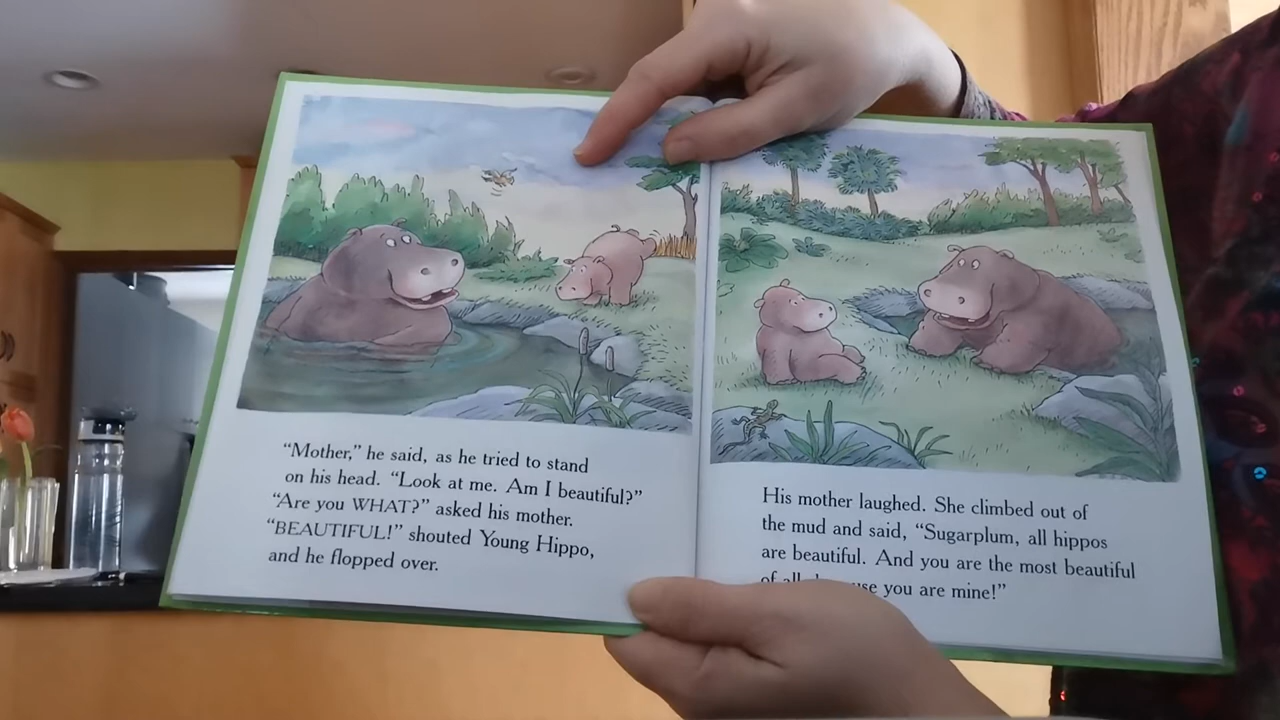 “Mother,” he said, as he tried to stand
on his head. “Look at me. Am I beautiful?”
“Are you WHAT?” asked his mother.
“BEAUTIFUL!” shouted Young Hippo,
and he flopped over.
His mother laughed. She climbed out of
the mud and said, “Sugarplum, all hippos
are beautiful. And you are the most beautiful
of all you are mine!”